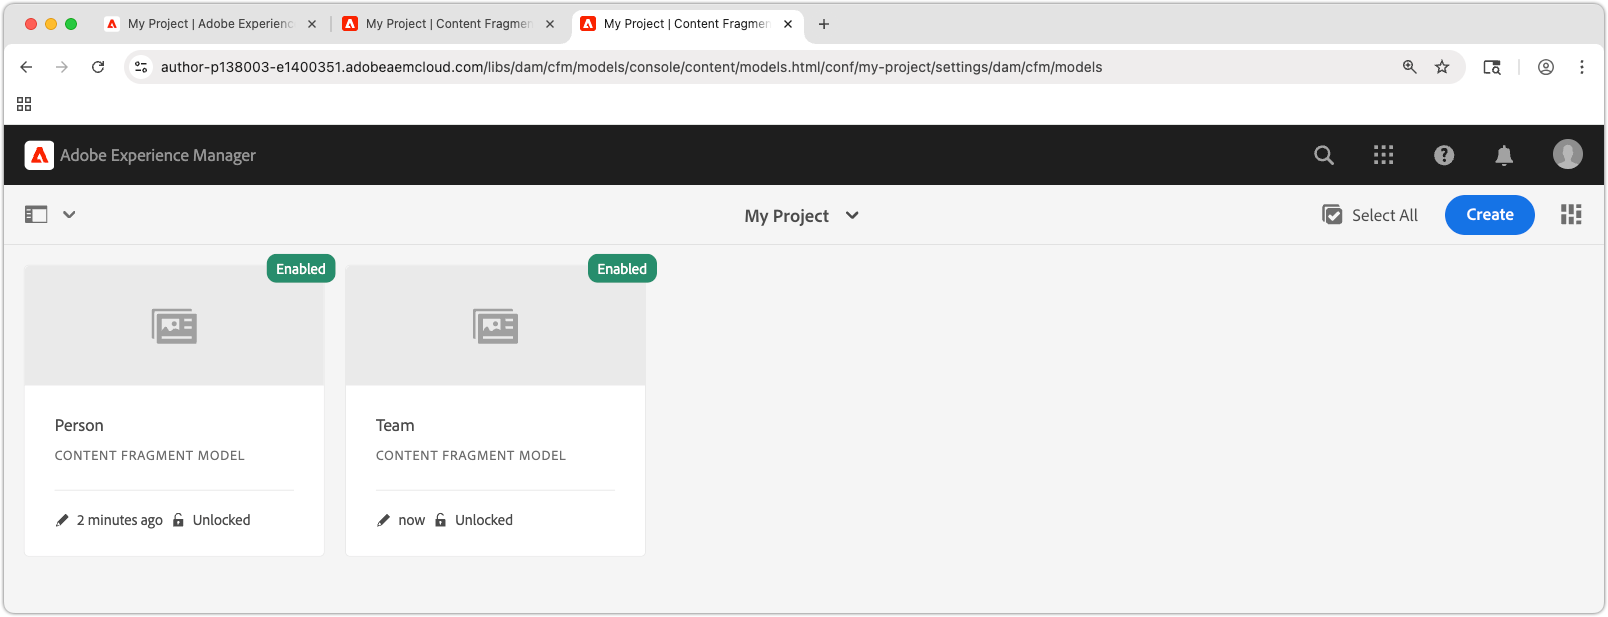 My Project | Adobe Experienc
My Project | Content Fragmen
My Project | Content Fragmen
author-p138003-e1400351.adobeaemcloud.com/libs/dam/cfm/models/console/content/models.html/conf/my-project/settings/dam/cfm/models
Adobe Experience Manager
My Project
Select All
Create
Enabled
Enabled
Person
CONTENT FRAGMENT MODEL
2 minutes ago Unlocked
Team
CONTENT FRAGMENT MODEL
now Unlocked